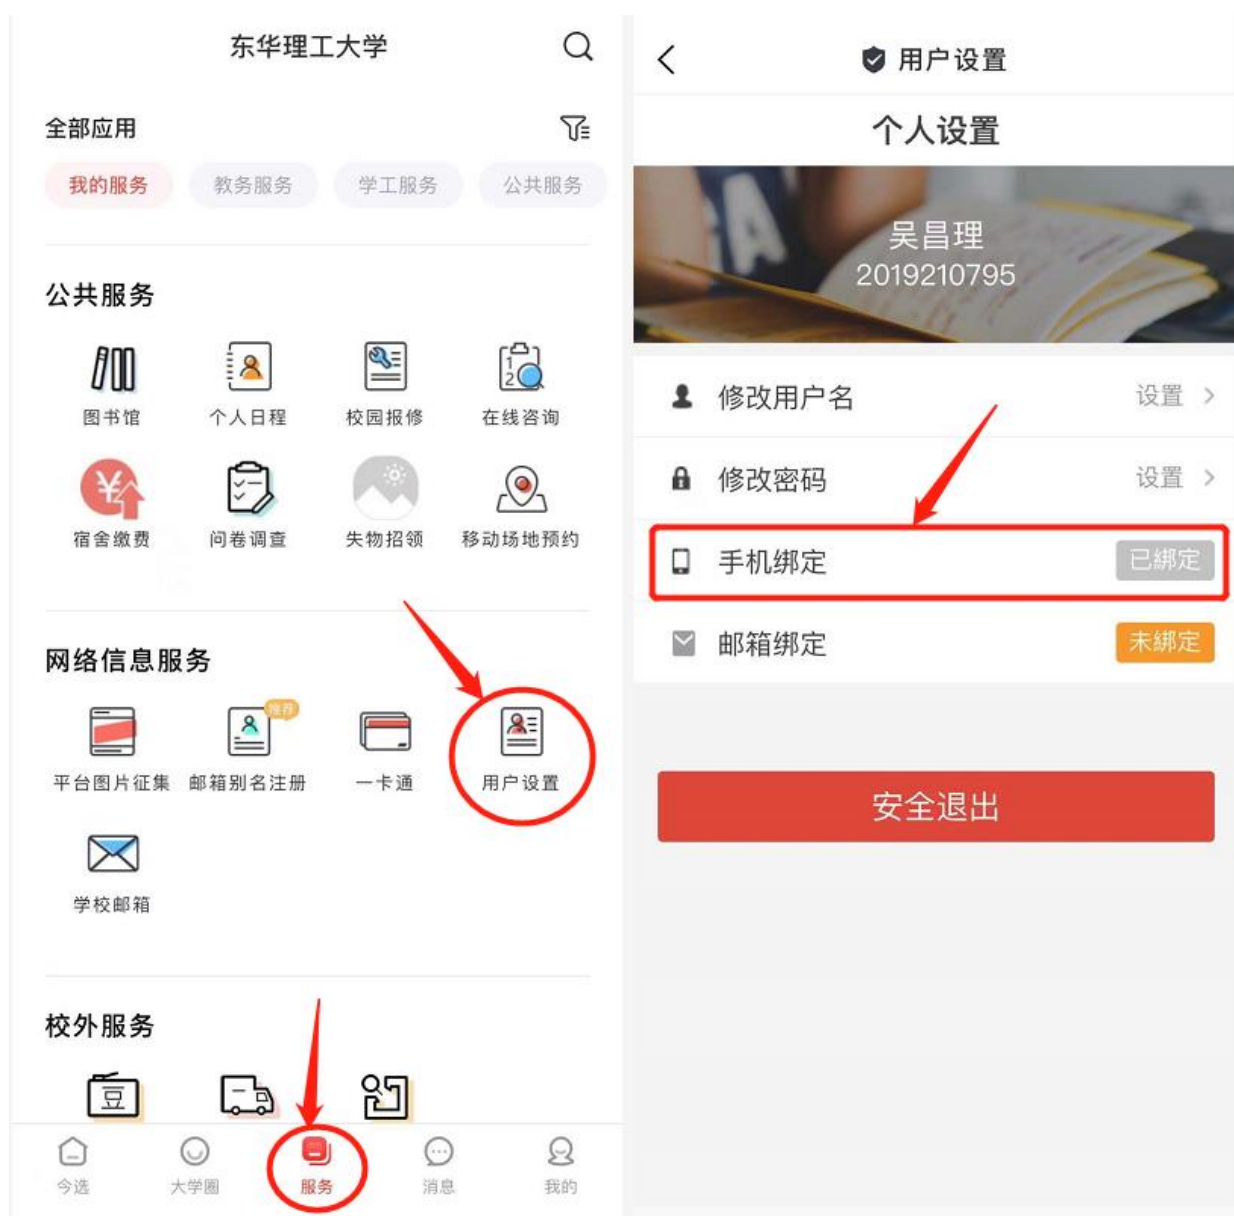 东华理工大学
全部应用
我的服务 教务服务 学工服务 公共服务
公共服务
图书馆 个人日程 校园报修 在线咨询
宿舍缴费 问卷调查 失物招领 移动场地预约
网络信息服务
推荐
平台图片征集 邮箱别名注册 一卡通 用户设置
学校邮箱
校外服务
豆
今选 大学圈 服务 消息 我的
用户设置
个人设置
吴昌理
2019210795
修改用户名 设置
修改密码 设置
手机绑定 已綁定
邮箱绑定 未綁定
安全退出